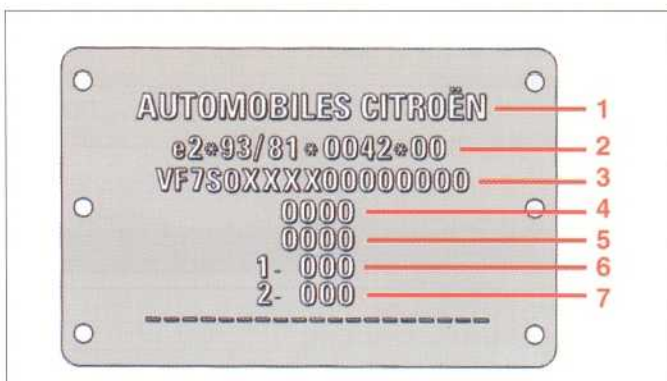 AUTOMOBILES CITROËN 1
e2*93/81*0042*00 2
VF7S0XXXX00000000 3
0000 4
0000 5
1- 000 6
2- 000 7